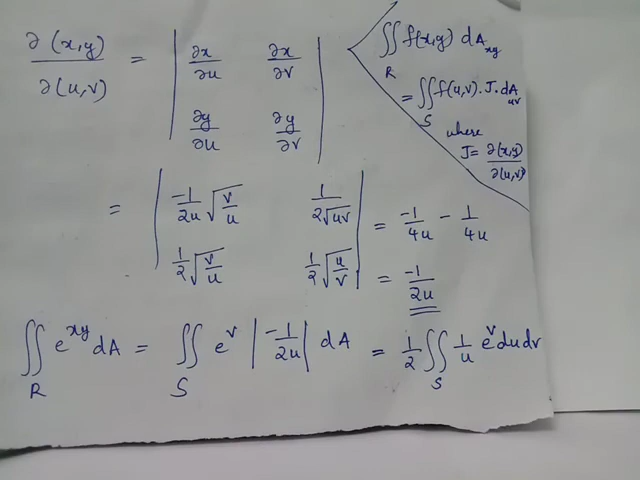 ∂(x,y)/∂(u,v) = | ∂x/∂u ∂x/∂v |
| ∂y/∂u ∂y/∂v |
∬_R f(x,y) dA_xy
= ∬_S f(u,v).J.dA_uv
where
J = ∂(x,y)/∂(u,v)
= | -1/2u √(v/u) 1/(2√uv) | = -1/4u - 1/4u
| 1/2 √(v/u) 1/2 √(u/v) | = -1/2u
∬_R e^xy dA = ∬_S e^v |-1/2u| dA = 1/2 ∬_S 1/u e^v du dv